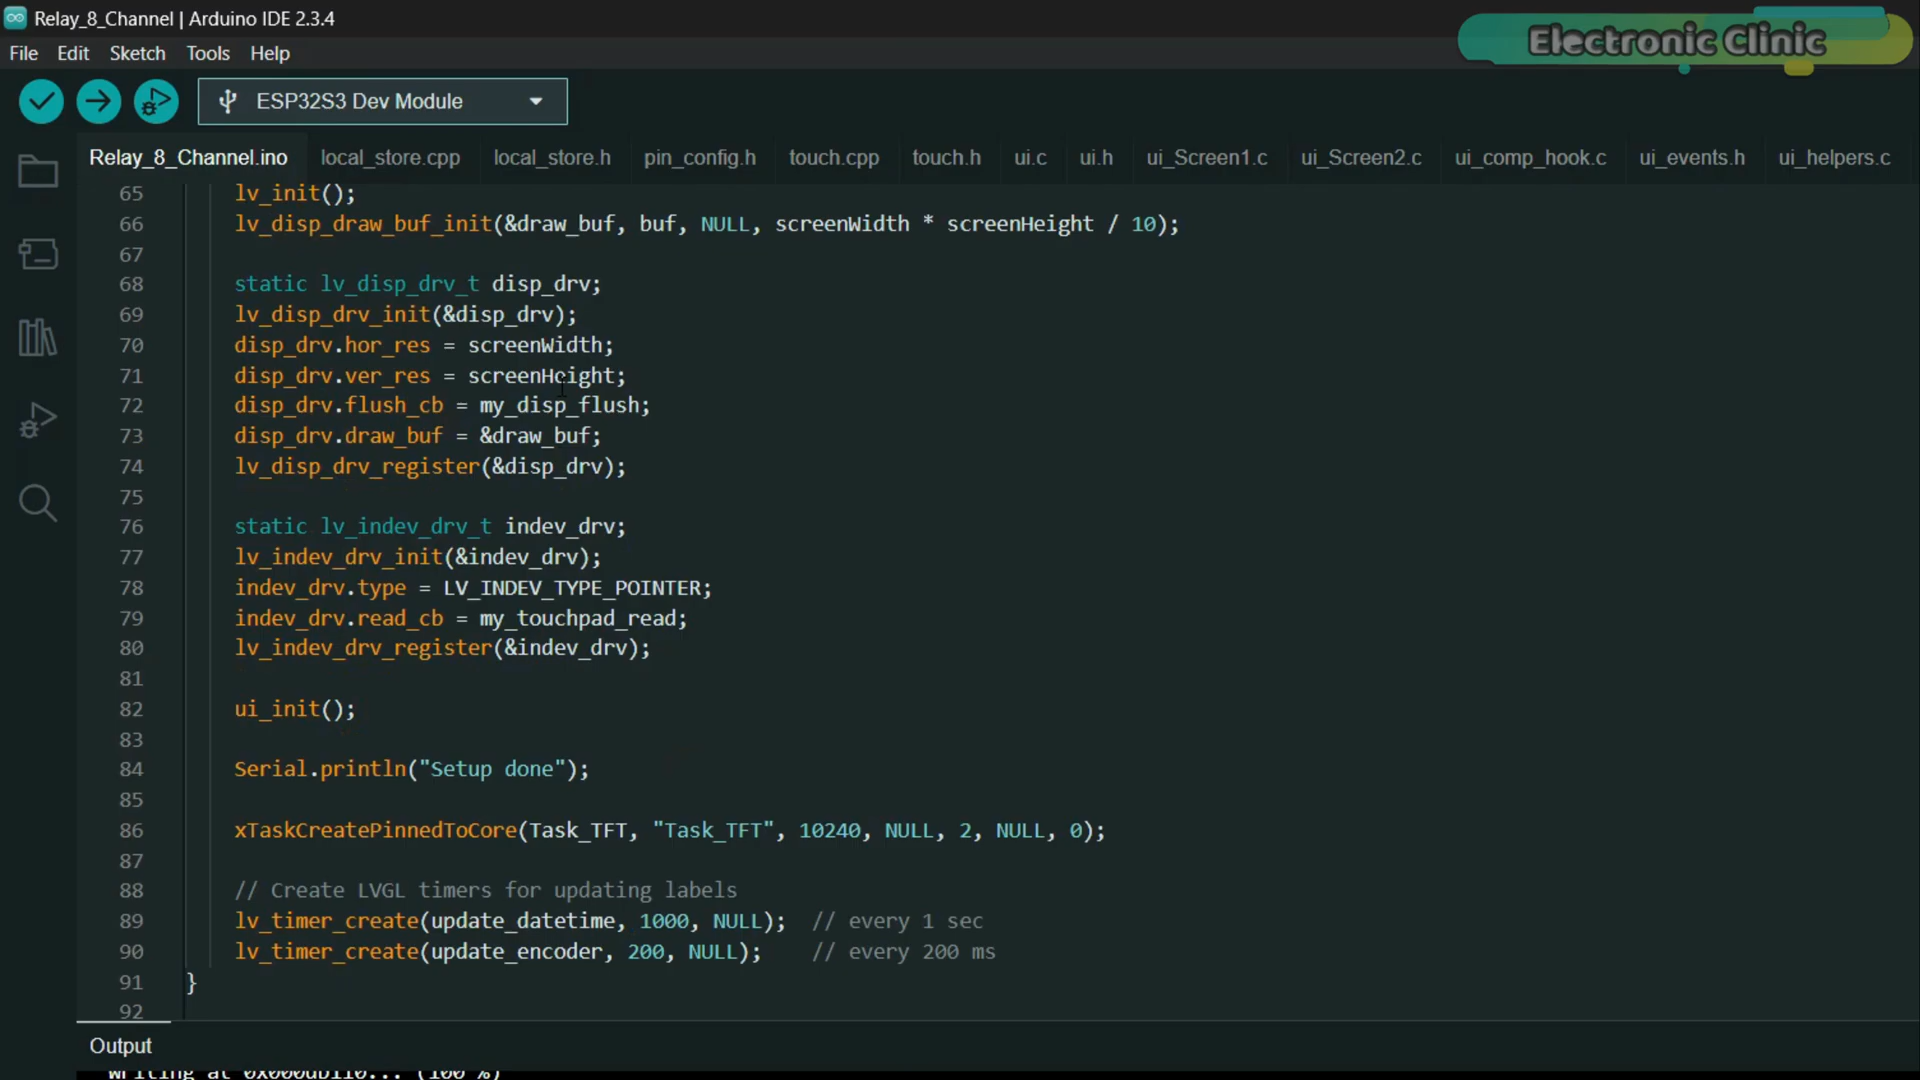 Relay_8_Channel | Arduino IDE 2.3.4
Electronic Clinic
File Edit Sketch Tools Help
ESP32S3 Dev Module
Relay_8_Channel.ino local_store.cpp local_store.h pin_config.h touch.cpp touch.h ui.c ui.h ui_Screen1.c ui_Screen2.c ui_comp_hook.c ui_events.h ui_helpers.c
65 lv_init();
66 lv_disp_draw_buf_init(&draw_buf, buf, NULL, screenWidth * screenHeight / 10);
67
68 static lv_disp_drv_t disp_drv;
69 lv_disp_drv_init(&disp_drv);
70 disp_drv.hor_res = screenWidth;
71 disp_drv.ver_res = screenHeight;
72 disp_drv.flush_cb = my_disp_flush;
73 disp_drv.draw_buf = &draw_buf;
74 lv_disp_drv_register(&disp_drv);
75
76 static lv_indev_drv_t indev_drv;
77 lv_indev_drv_init(&indev_drv);
78 indev_drv.type = LV_INDEV_TYPE_POINTER;
79 indev_drv.read_cb = my_touchpad_read;
80 lv_indev_drv_register(&indev_drv);
81
82 ui_init();
83
84 Serial.println("Setup done");
85
86 xTaskCreatePinnedToCore(Task_TFT, "Task_TFT", 10240, NULL, 2, NULL, 0);
87
88 // Create LVGL timers for updating labels
89 lv_timer_create(update_datetime, 1000, NULL); // every 1 sec
90 lv_timer_create(update_encoder, 200, NULL); // every 200 ms
91 }
92
Output
Writing at (100 %)